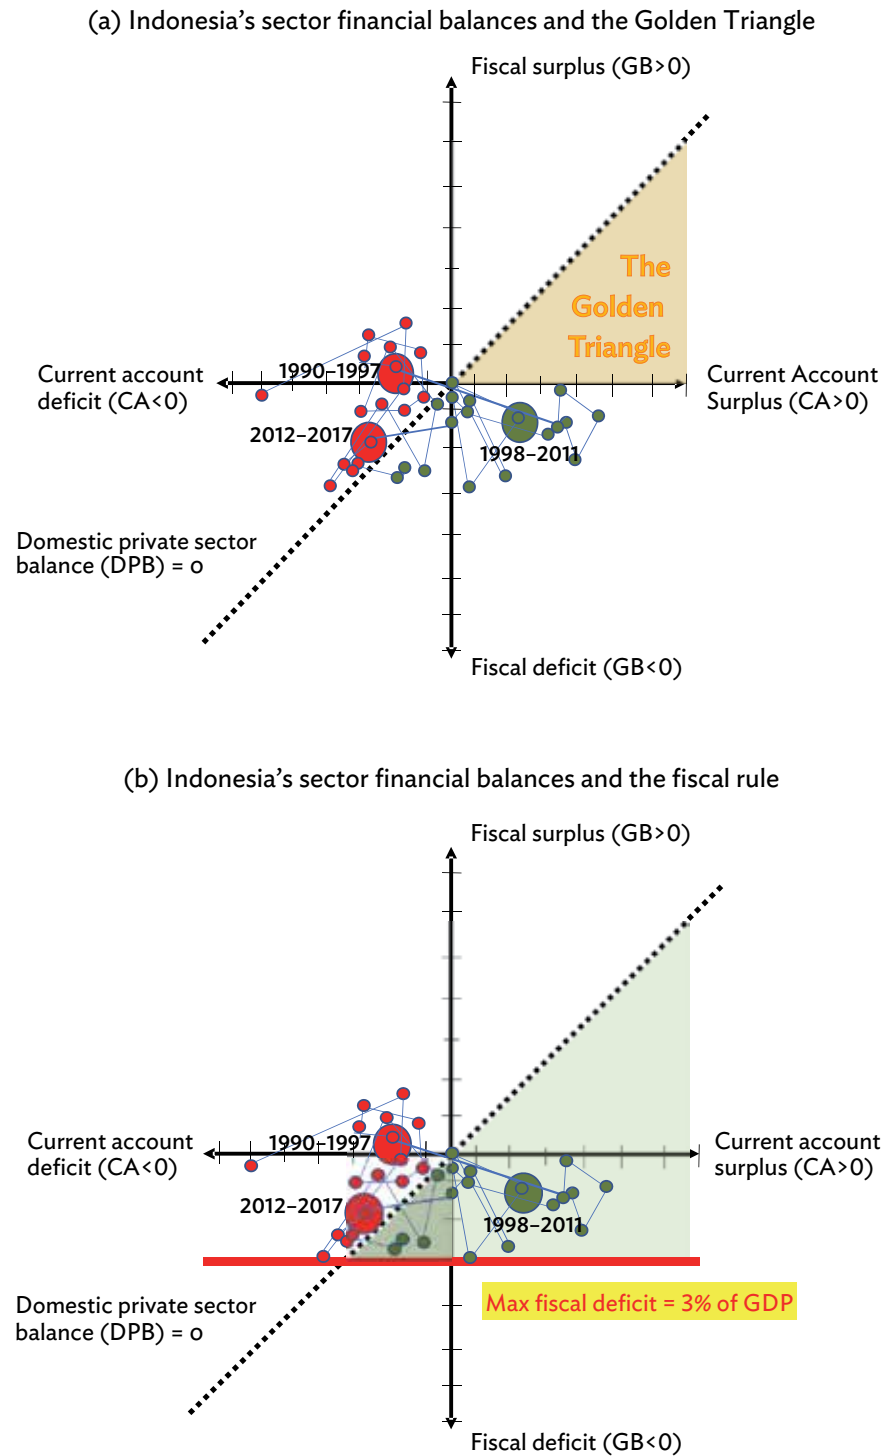 (a) Indonesia's sector financial balances and the Golden Triangle
Fiscal surplus (GB>0)
The
Golden
Triangle
1990–1997
Current account
deficit (CA<0)
Current Account
Surplus (CA>0)
2012–2017
1998–2011
Domestic private sector
balance (DPB) = 0
Fiscal deficit (GB<0)
(b) Indonesia's sector financial balances and the fiscal rule
Fiscal surplus (GB>0)
1990–1997
Current account
deficit (CA<0)
Current account
surplus (CA>0)
2012–2017
1998–2011
Max fiscal deficit = 3% of GDP
Domestic private sector
balance (DPB) = 0
Fiscal deficit (GB<0)